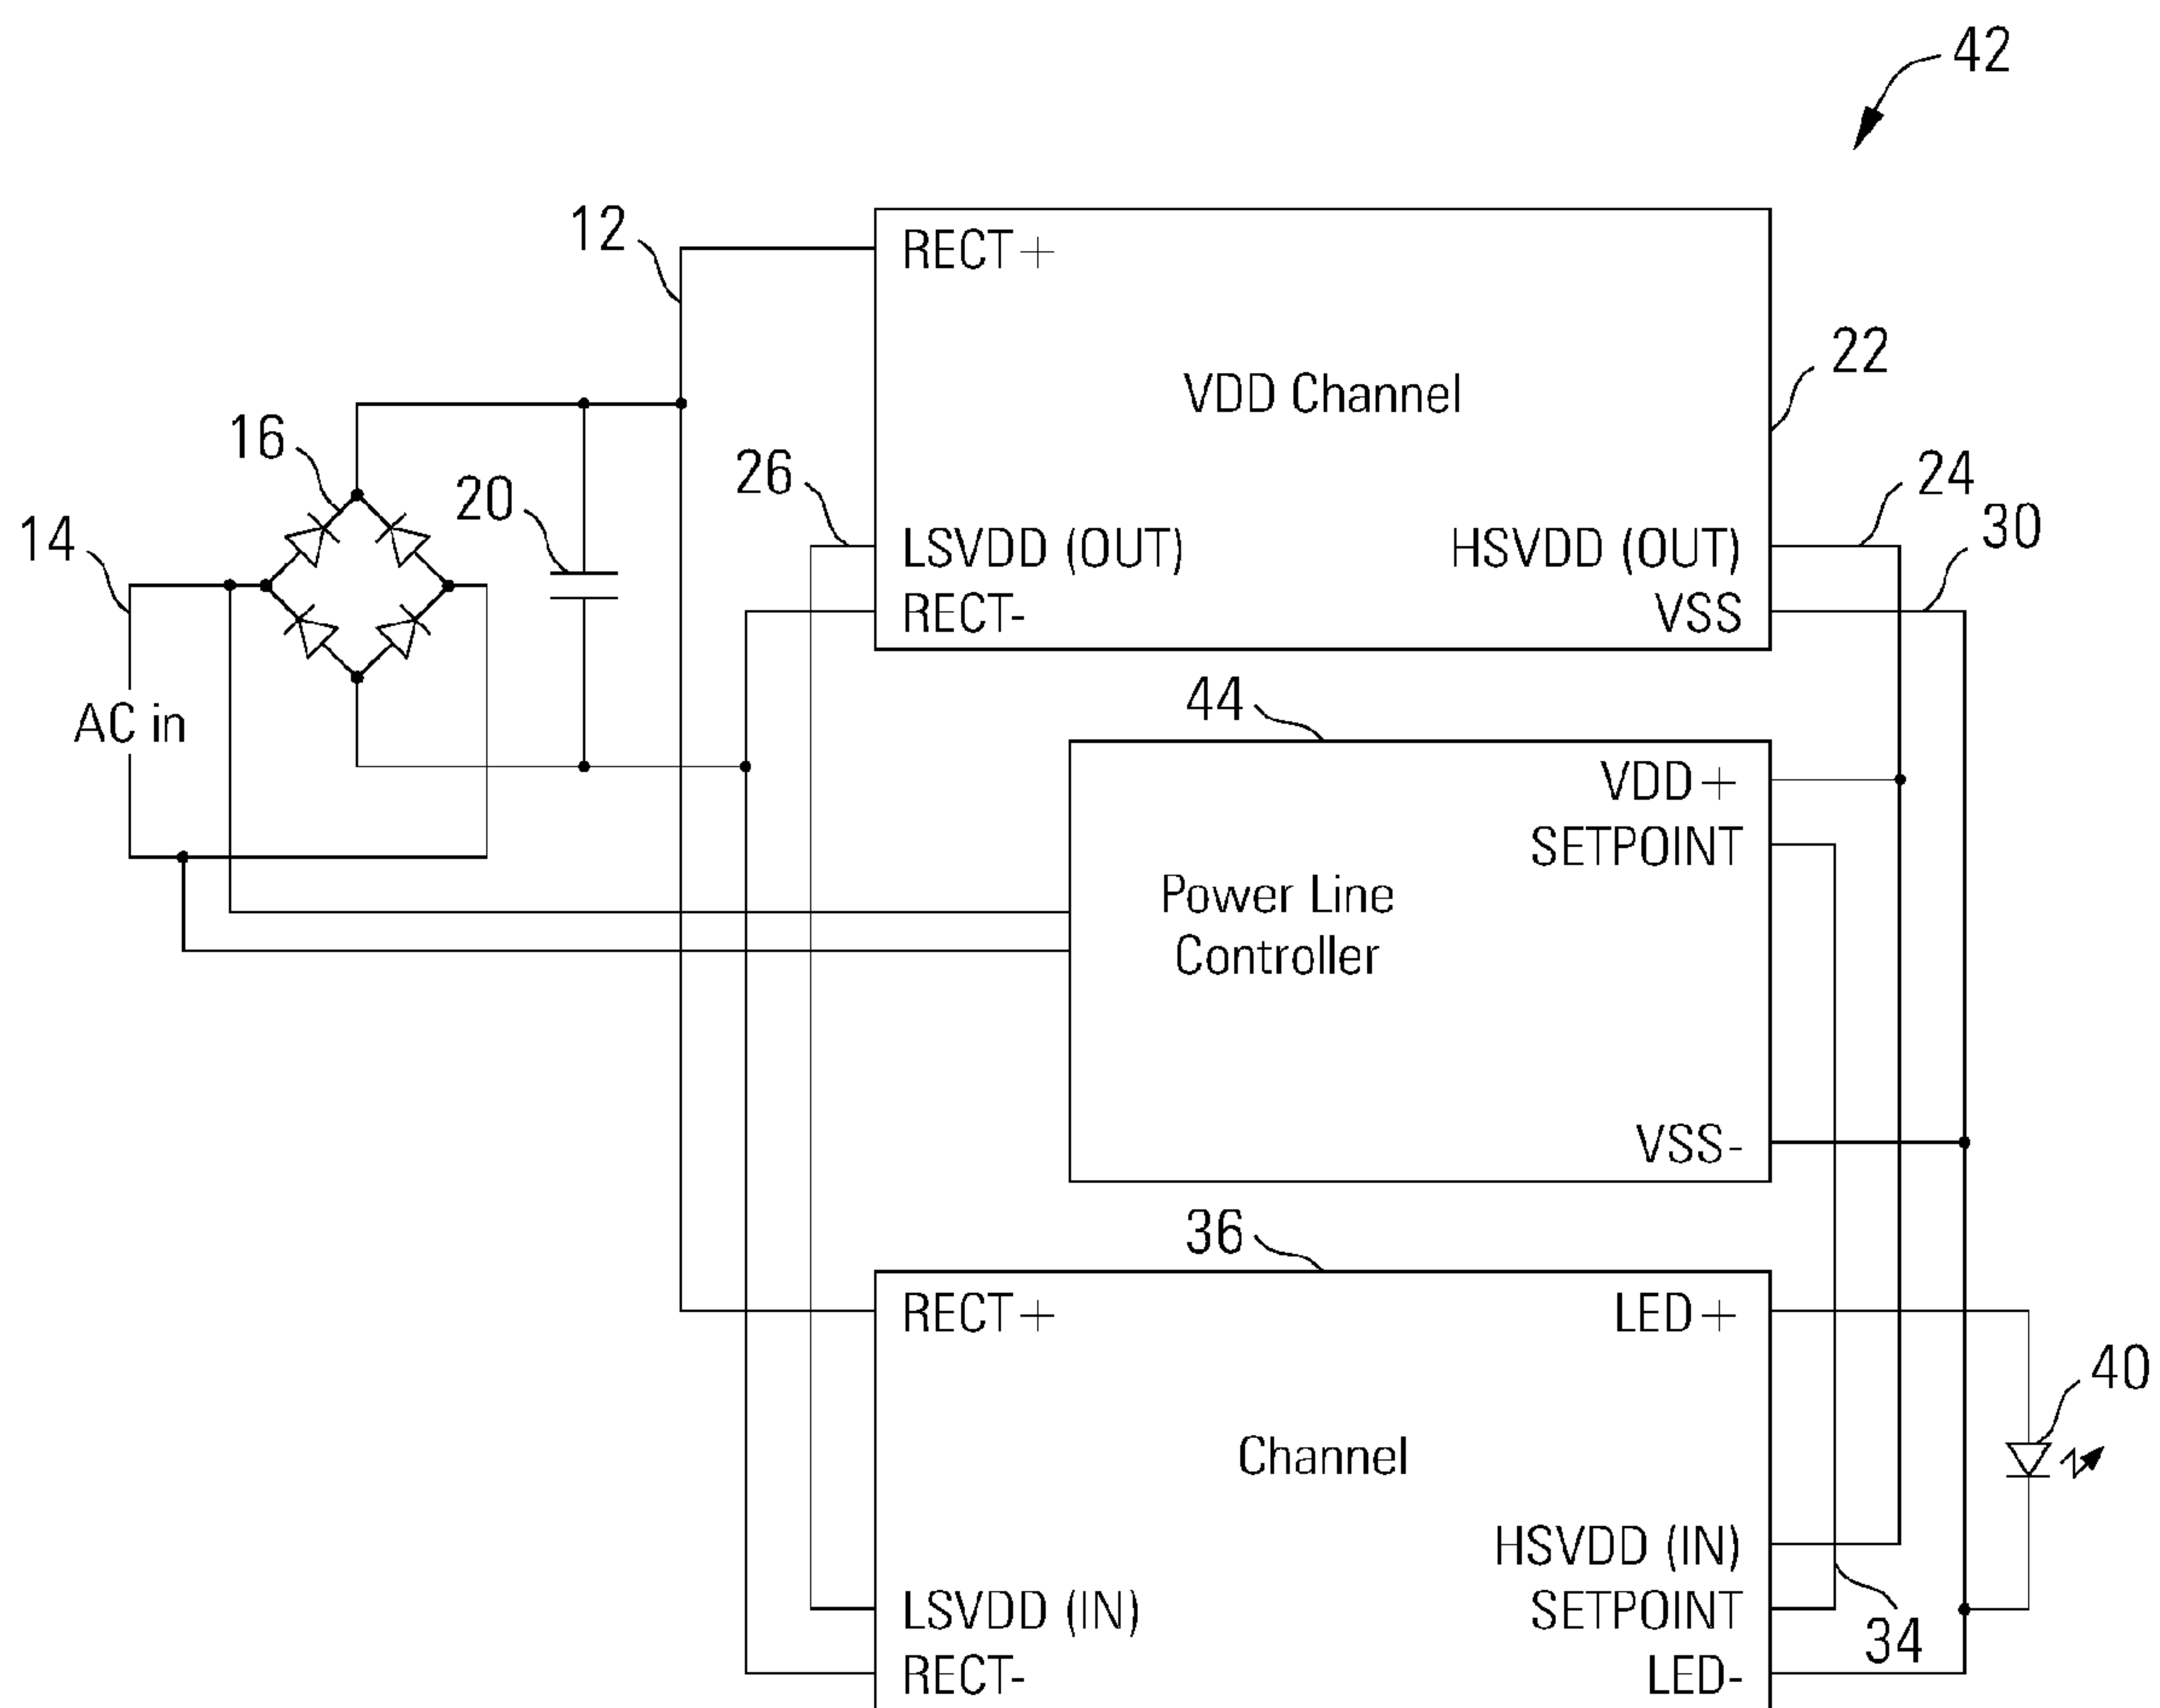 42
12
RECT+
22
VDD Channel
16
26
20
24
14
30
LSVDD (OUT)
HSVDD (OUT)
RECT-
VSS
44
AC in
VDD+
SETPOINT
Power Line
Controller
VSS-
36
RECT+
LED+
40
Channel
HSVDD (IN)
LSVDD (IN)
SETPOINT
34
RECT-
LED-